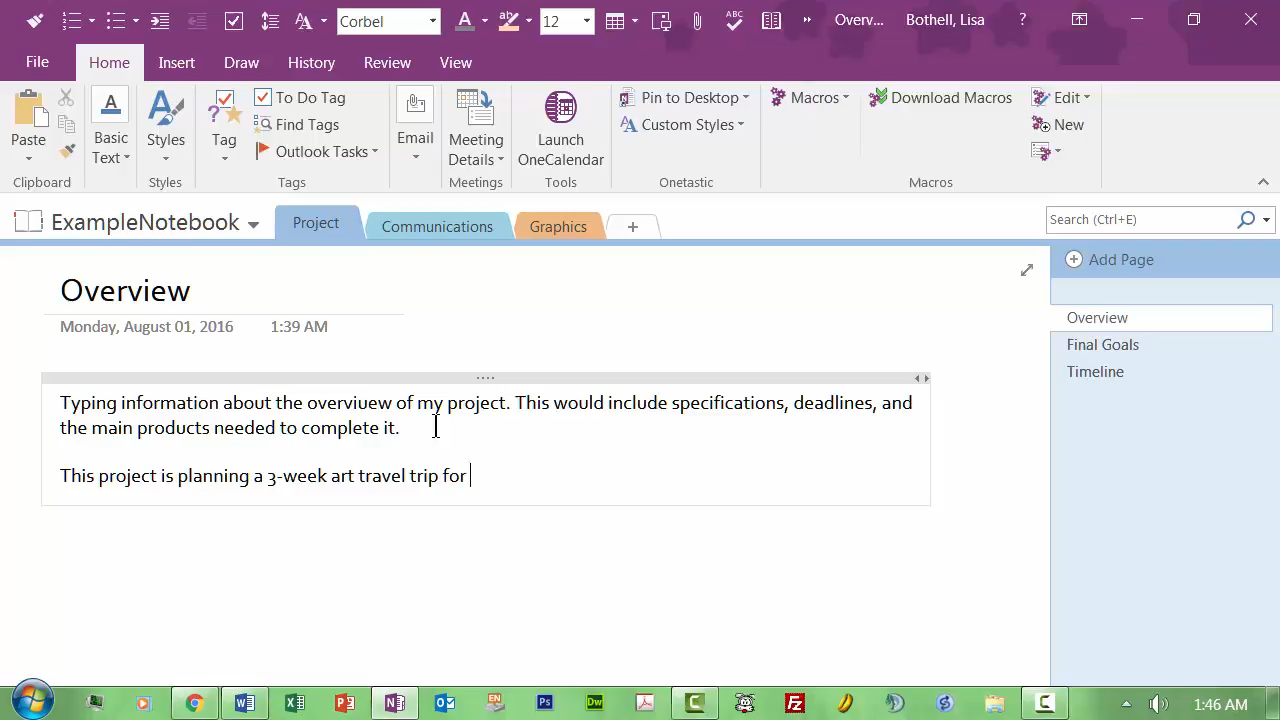 Corbel 12 Overv... Bothell, Lisa ?
File Home Insert Draw History Review View
To Do Tag Pin to Desktop Macros Download Macros Edit
Find Tags Custom Styles New
Paste Basic Text Styles Tag Outlook Tasks Email Meeting Details Launch OneCalendar
Clipboard Styles Tags Meetings Tools Onetastic Macros
ExampleNotebook Project Communications Graphics + Search (Ctrl+E)
Add Page
Overview
Monday, August 01, 2016 1:39 AM
Overview
Final Goals
Timeline
Typing information about the overviuew of my project. This would include specifications, deadlines, and
the main products needed to complete it.
This project is planning a 3-week art travel trip for
1:46 AM